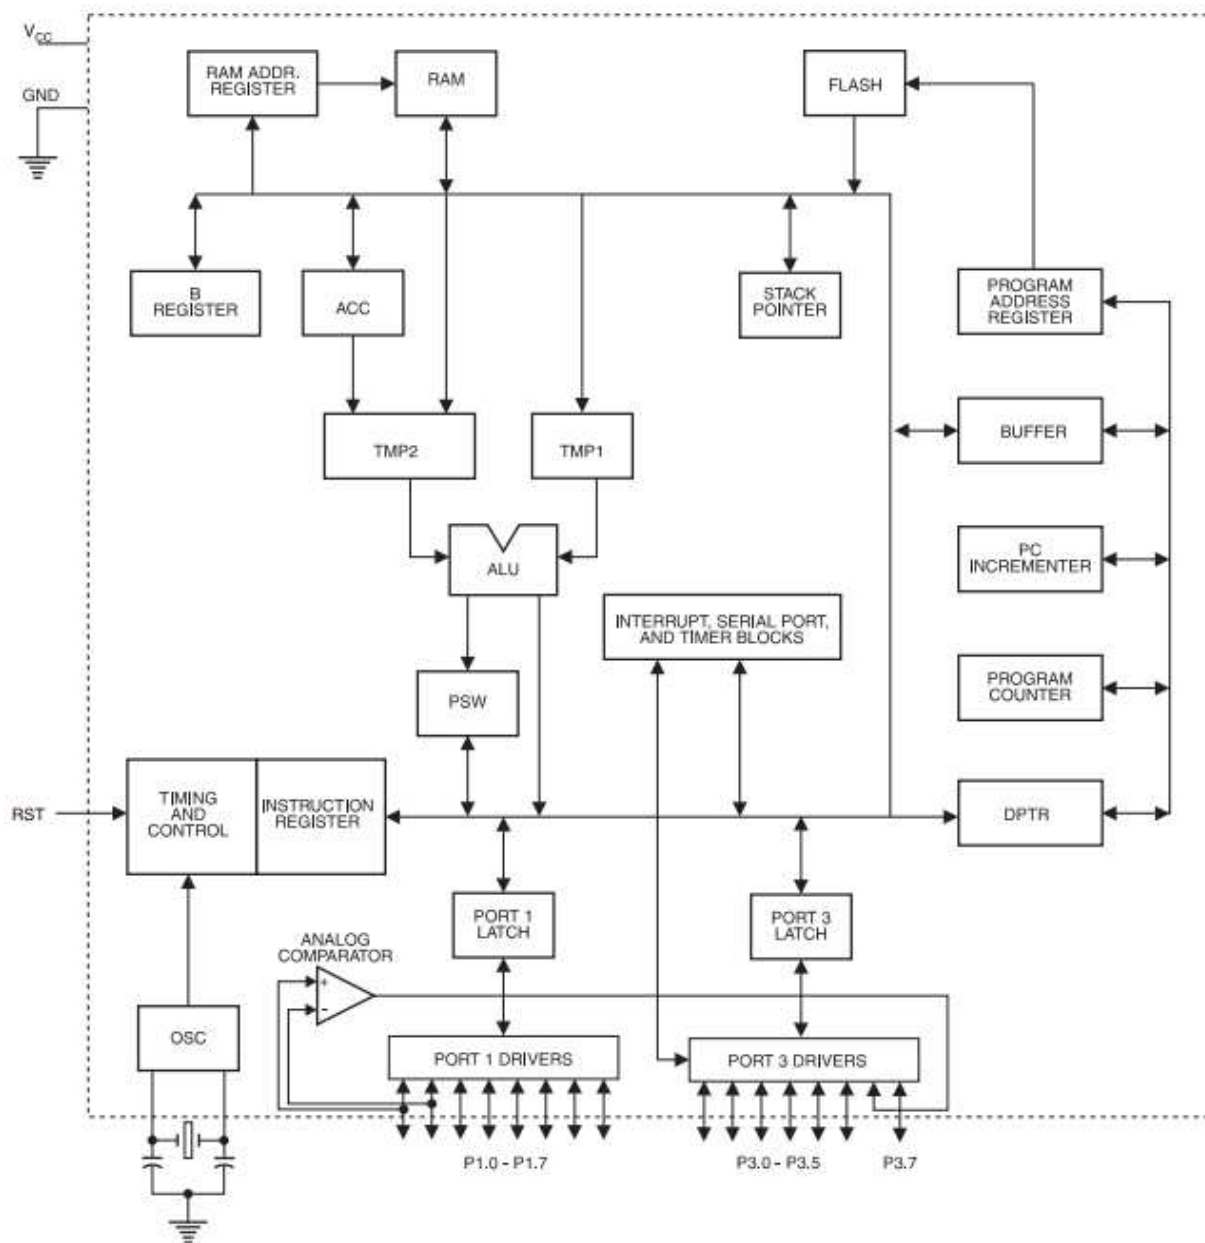 VCC
GND
RAM ADDR.
REGISTER
RAM
FLASH
B
REGISTER
ACC
STACK
POINTER
PROGRAM
ADDRESS
REGISTER
BUFFER
TMP2
TMP1
ALU
PC
INCREMENTER
INTERRUPT, SERIAL PORT,
AND TIMER BLOCKS
PROGRAM
COUNTER
PSW
RST
TIMING
AND
CONTROL
INSTRUCTION
REGISTER
DPTR
PORT 1
LATCH
PORT 3
LATCH
ANALOG
COMPARATOR
+
-
OSC
PORT 1 DRIVERS
PORT 3 DRIVERS
P1.0 - P1.7
P3.0 - P3.5
P3.7